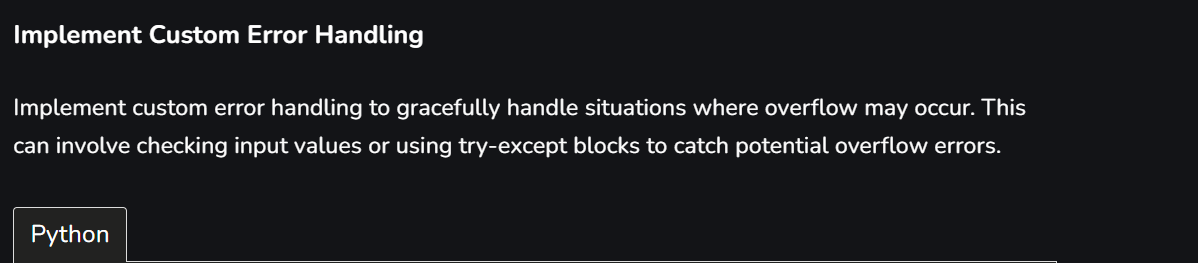 Implement Custom Error Handling
Implement custom error handling to gracefully handle situations where overflow may occur. This
can involve checking input values or using try-except blocks to catch potential overflow errors.
Python